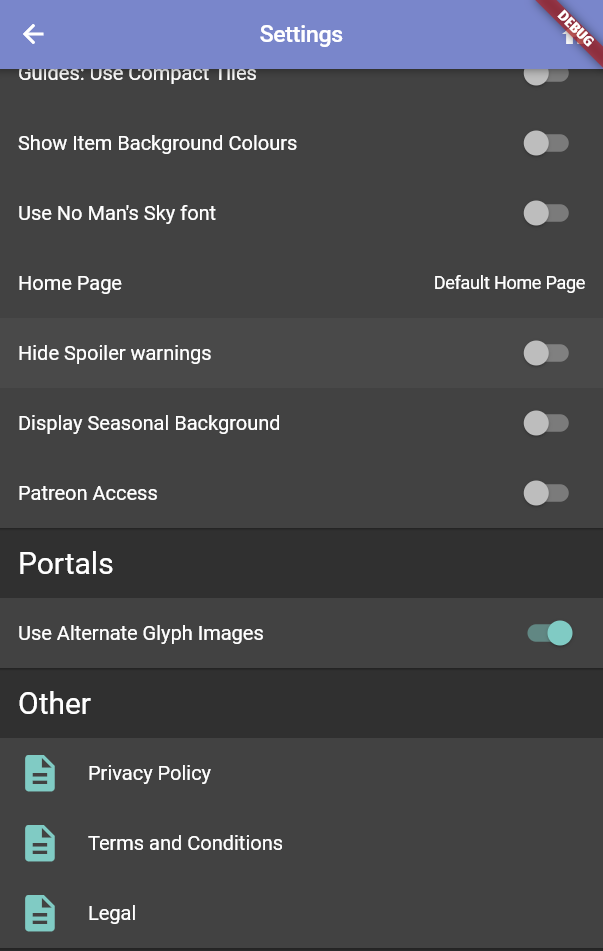 Settings
DEBUG
Guides: Use Compact Tiles
Show Item Background Colours
Use No Man's Sky font
Home Page Default Home Page
Hide Spoiler warnings
Display Seasonal Background
Patreon Access
Portals
Use Alternate Glyph Images
Other
Privacy Policy
Terms and Conditions
Legal